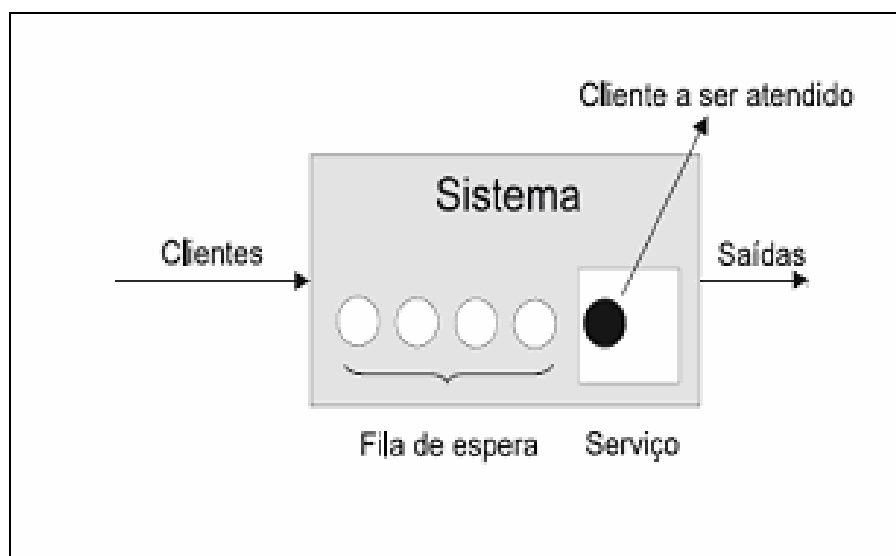 Cliente a ser atendido
Sistema
Clientes
Saídas
Fila de espera
Serviço